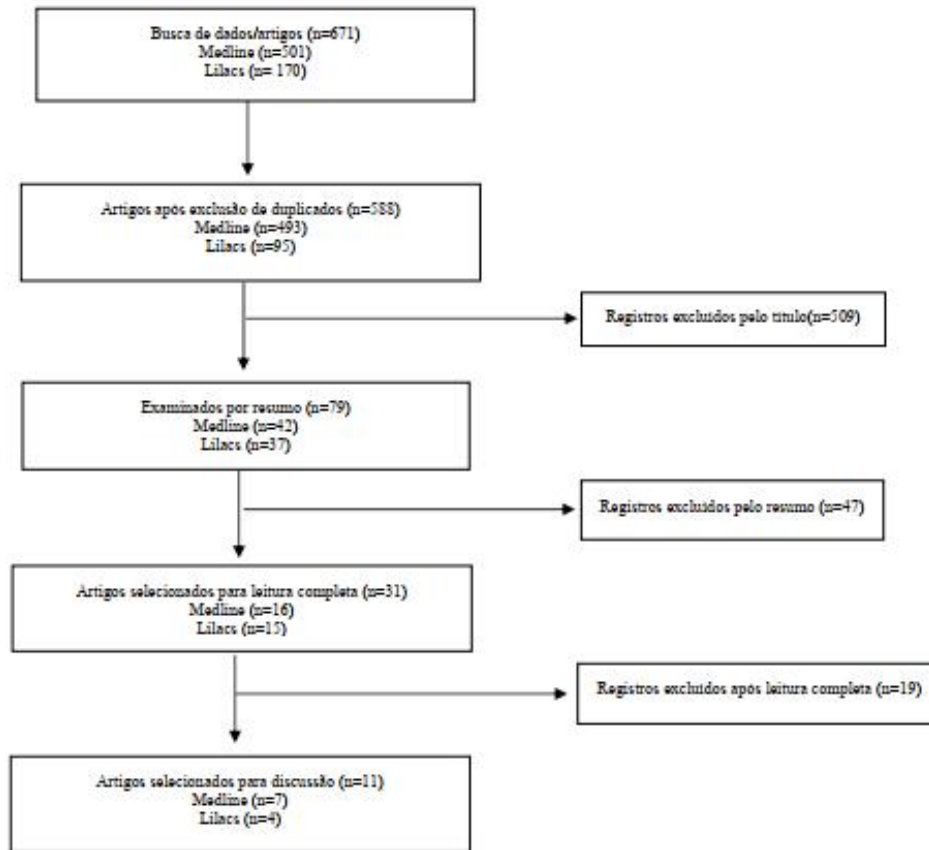 Busca de dados/artigos (n=671)
Medline (n=501)
Lilacs (n= 170)
Artigos após exclusão de duplicados (n=588)
Medline (n=493)
Lilacs (n=95)
Registros excluídos pelo título(n=509)
Examinados por resumo (n=79)
Medline (n=42)
Lilacs (n=37)
Registros excluídos pelo resumo (n=47)
Artigos selecionados para leitura completa (n=31)
Medline (n=16)
Lilacs (n=15)
Registros excluídos após leitura completa (n=19)
Artigos selecionados para discussão (n=11)
Medline (n=7)
Lilacs (n=4)